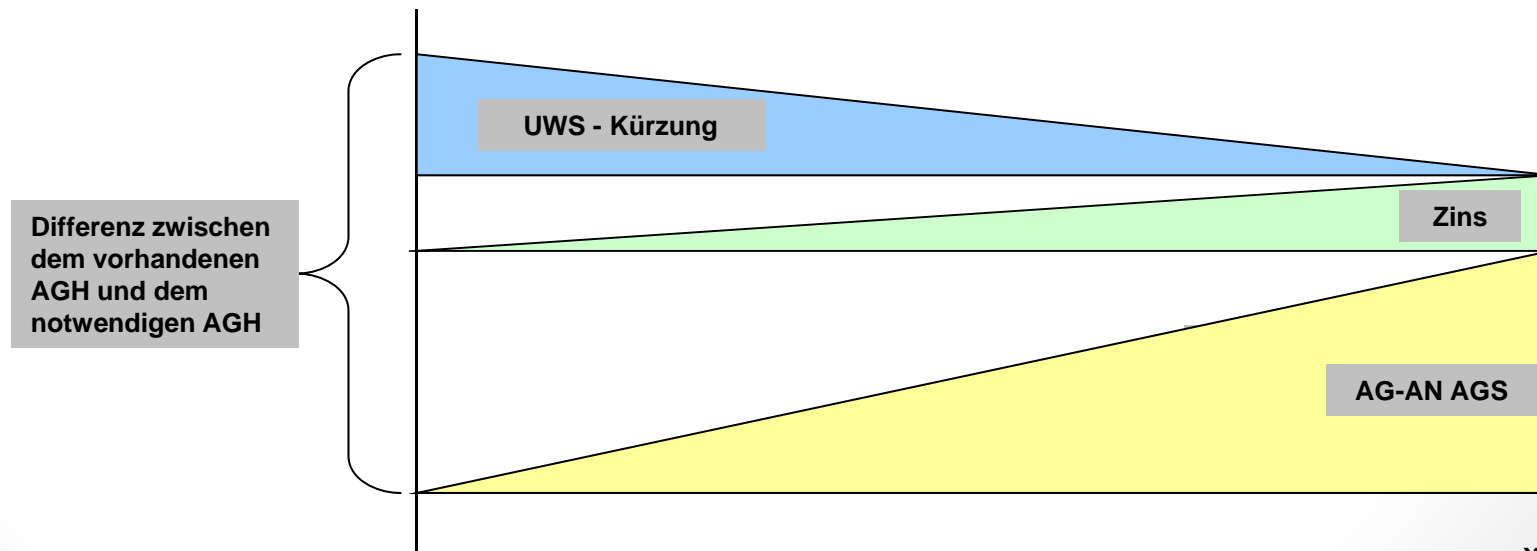 UWS - Kürzung
Differenz zwischen
dem vorhandenen
AGH und dem
notwendigen AGH
Zins
AG-AN AGS